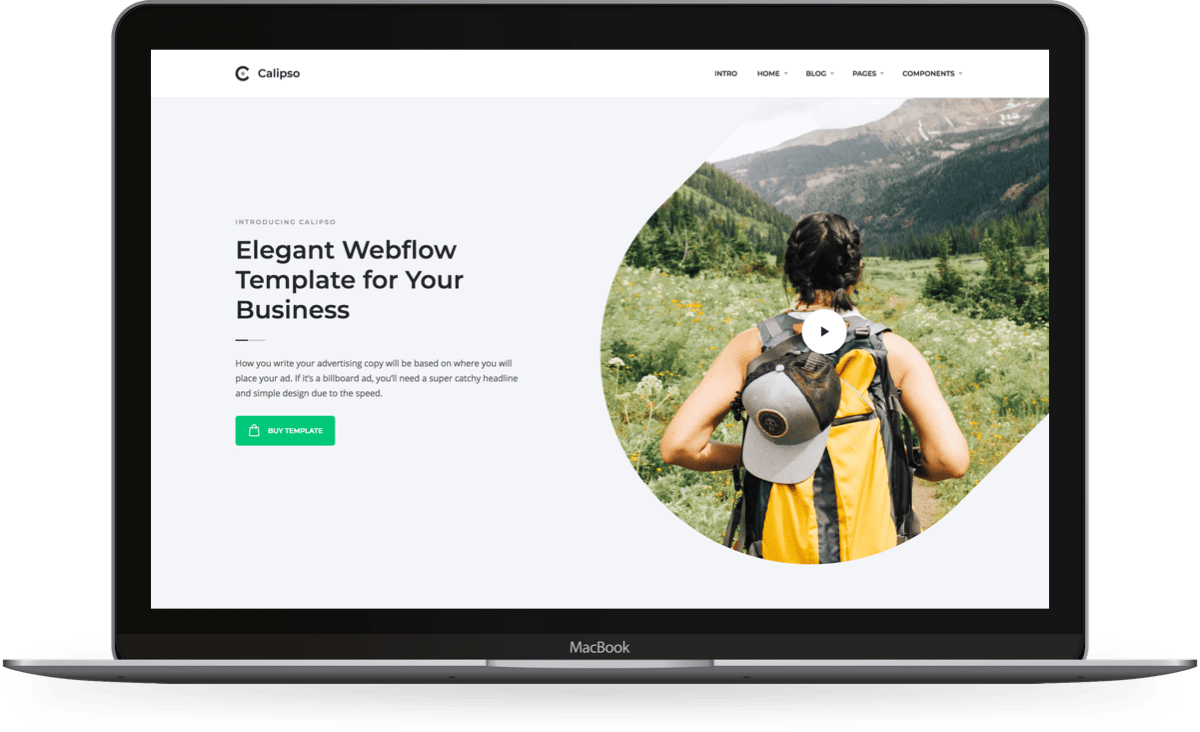 Calipso
INTRO
HOME
BLOG
PAGES
COMPONENTS
INTRODUCING CALIPSO
Elegant Webflow
Template for Your
Business
How you write your advertising copy will be based on where you will
place your ad. If it's a billboard ad, you'll need a super catchy headline
and simple design due to the speed.
BUY TEMPLATE
MacBook